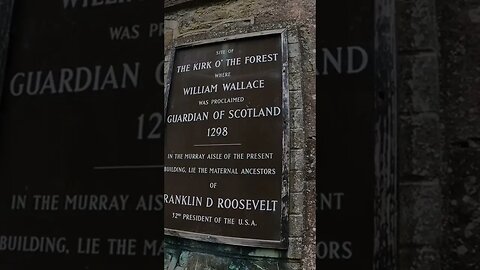 SITE OF
THE KIRK O' THE FOREST
WHERE
WILLIAM WALLACE
WAS PROCLAIMED
GUARDIAN OF SCOTLAND
1298
IN THE MURRAY AISLE OF THE PRESENT
BUILDING, LIE THE MATERNAL ANCESTORS
OF
FRANKLIN D ROOSEVELT
32ND PRESIDENT OF THE U.S.A.